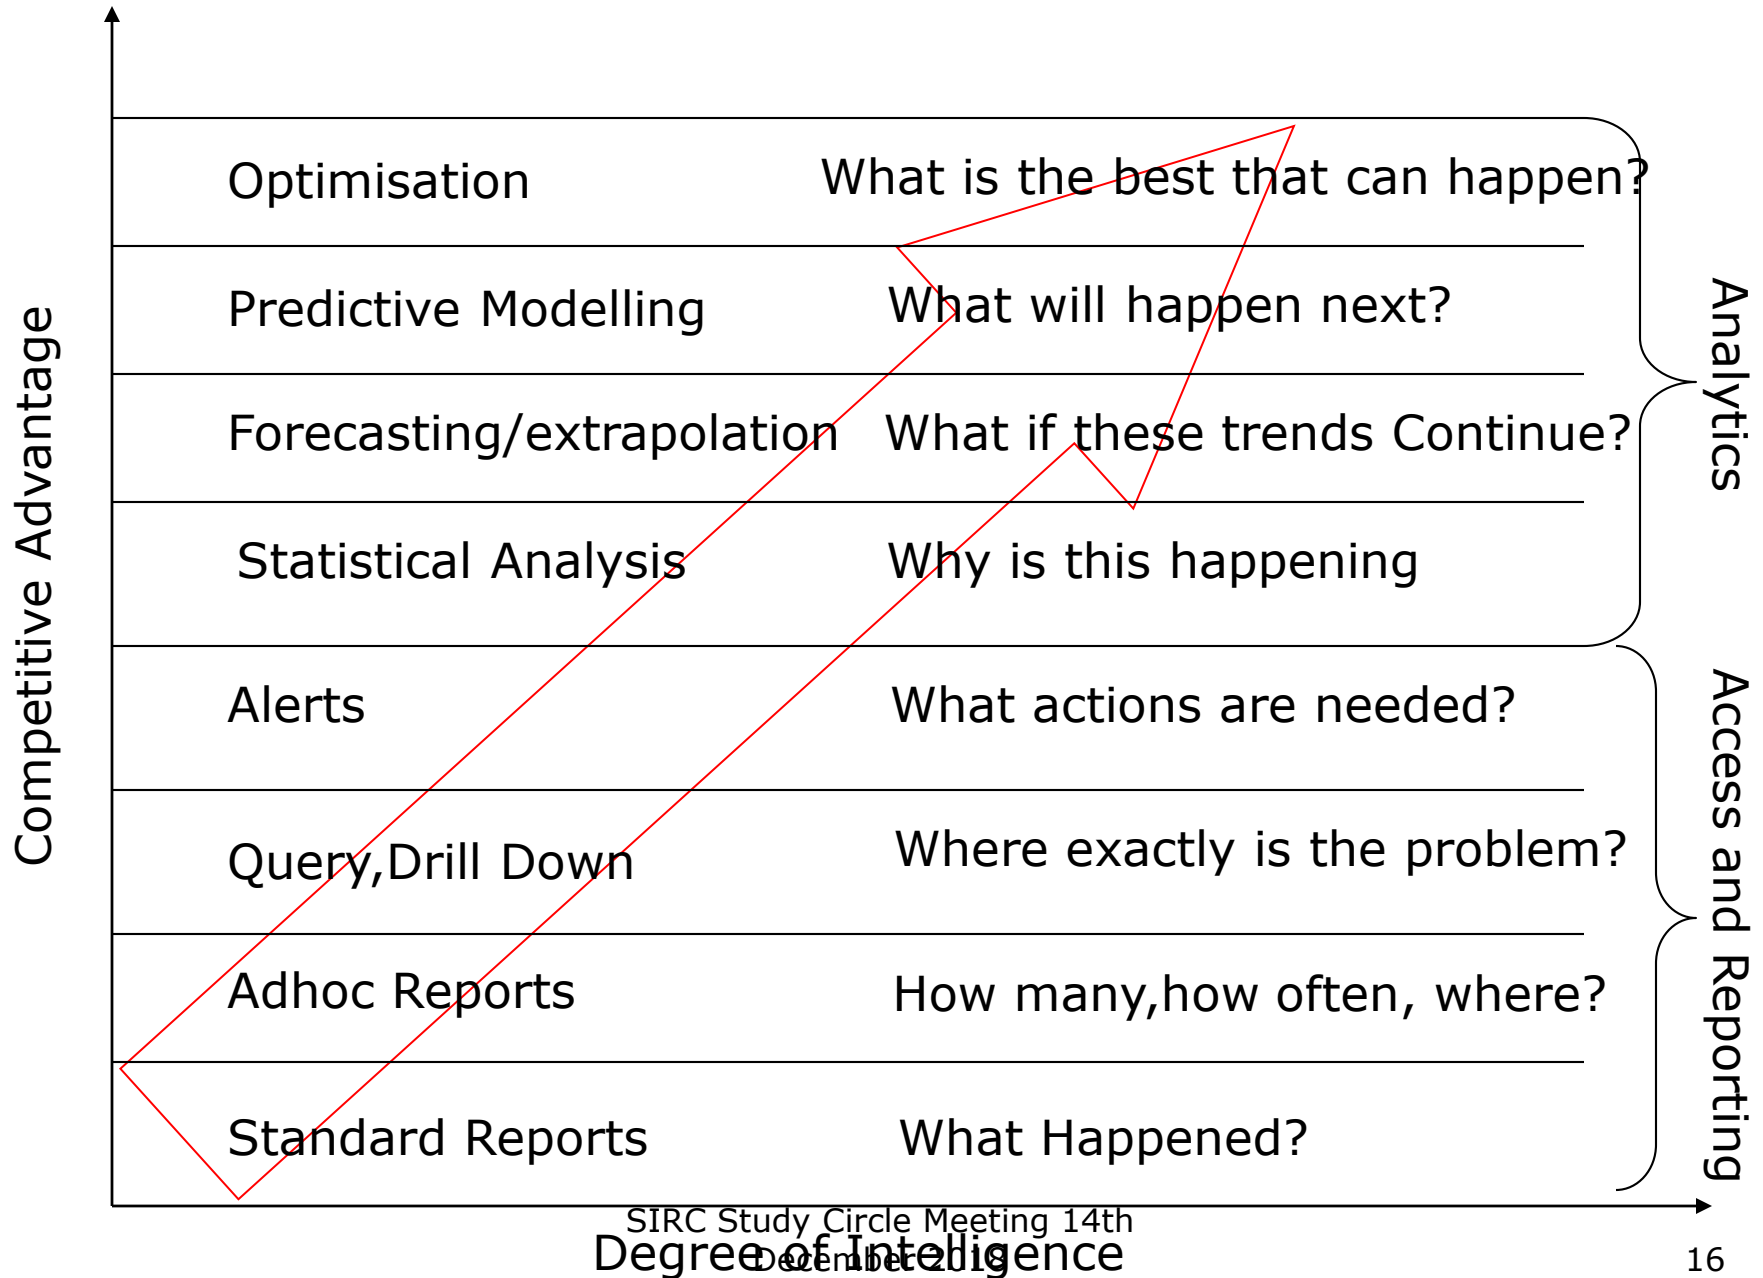 Optimisation What is the best that can happen?
Predictive Modelling What will happen next?
Forecasting/extrapolation What if these trends Continue?
Statistical Analysis Why is this happening
Alerts What actions are needed?
Query,Drill Down Where exactly is the problem?
Adhoc Reports How many,how often, where?
Standard Reports What Happened?
Competitive Advantage
Analytics
Access and Reporting
SIRC Study Circle Meeting 14th
December 2018
Degree of Intelligence
16